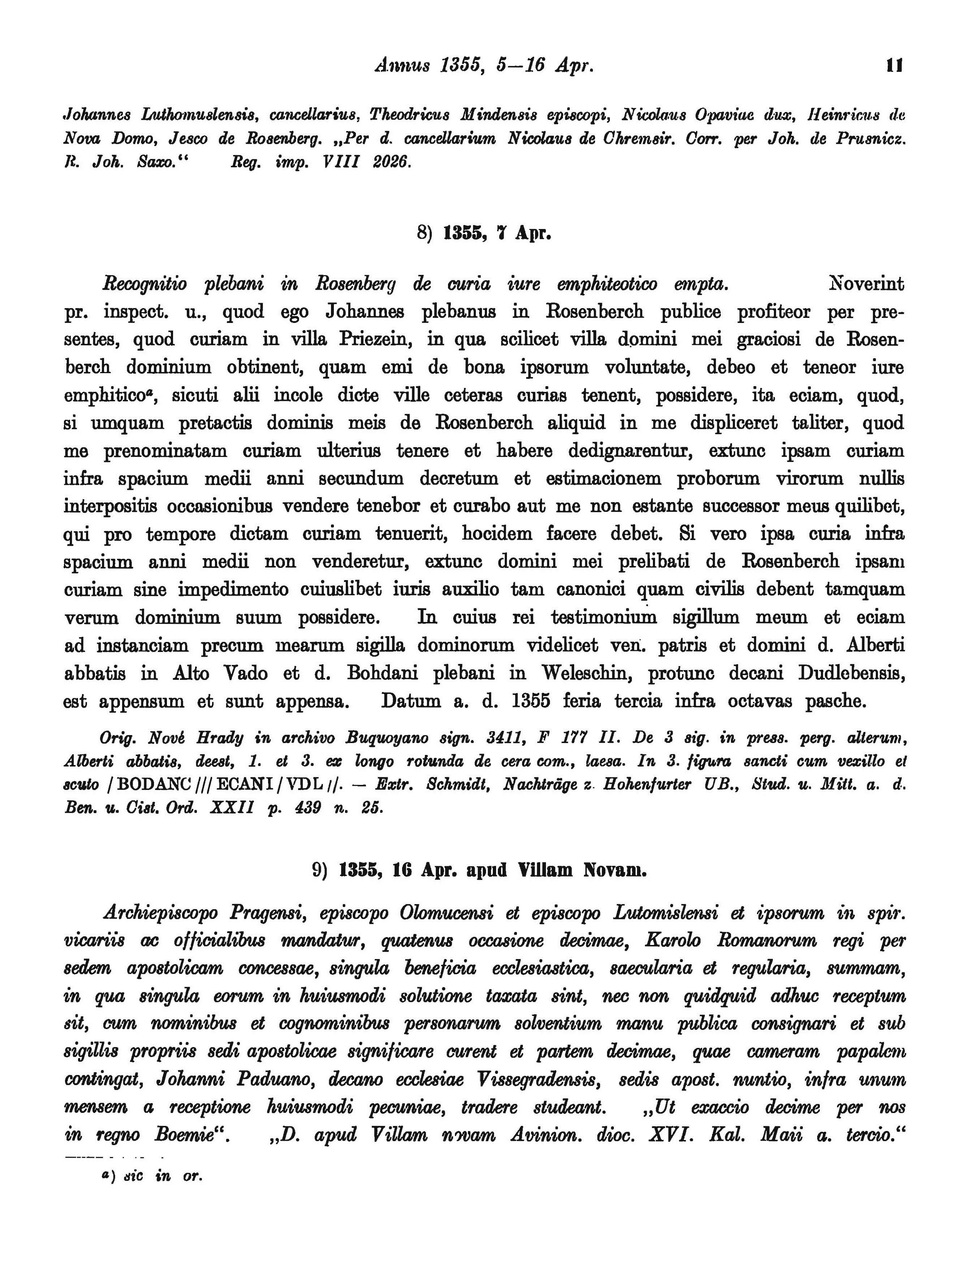 Annus 1355, 5—16 Apr. 11
Johannes Luthomuslensis, cancellarius, Theodricus Mindensis episcopi, Nicolaus Opaviae dux, Heinricus de
Nova Domo, Jesco de Rosenberg. „Per d. cancellarium Nicolaus de Chremsir. Corr. per Joh. de Prusnicz.
R. Joh. Saxo.“ Reg. imp. VIII 2026.
8) 1355, 7 Apr.
Recognitio plebani in Rosenberg de curia iure emphiteotico empta. Noverint
pr. inspect. u., quod ego Johannes plebanus in Rosenberch publice profiteor per pre-
sentes, quod curiam in villa Priezein, in qua scilicet villa domini mei graciosi de Rosen-
berch dominium obtinent, quam emi de bona ipsorum voluntate, debeo et teneor iure
emphiticoᵃ, sicuti alii incole dicte ville ceteras curias tenent, possidere, ita eciam, quod,
si umquam pretactis dominis meis de Rosenberch aliquid in me displiceret taliter, quod
me prenominatam curiam ulterius tenere et habere dedignarentur, extunc ipsam curiam
infra spacium medii anni secundum decretum et estimacionem proborum virorum nullis
interpositis occasionibus vendere tenebor et curabo aut me non estante successor meus quilibet,
qui pro tempore dictam curiam tenuerit, hocidem facere debet. Si vero ipsa curia infra
spacium anni medii non venderetur, extunc domini mei prelibati de Rosenberch ipsam
curiam sine impedimento cuiuslibet iuris auxilio tam canonici quam civilis debent tamquam
verum dominium suum possidere. In cuius rei testimonium sigillum meum et eciam
ad instanciam precum mearum sigilla dominorum videlicet ven. patris et domini d. Alberti
abbatis in Alto Vado et d. Bohdani plebani in Weleschin, protunc decani Dudlebensis,
est appensum et sunt appensa. Datum a. d. 1355 feria tercia infra octavas pasche.
Orig. Nové Hrady in archivo Buquoyano sign. 3411, F 177 II. De 3 sig. in press. perg. alterum,
Alberti abbatis, deest, 1. et 3. ex longo rotunda de cera com., laesa. In 3. figura sancti cum vexillo et
scuto / BODANC /// ECANI / VDL //. — Extr. Schmidt, Nachträge z. Hohenfurter UB., Stud. u. Mitt. a. d.
Ben. u. Cist. Ord. XXII p. 439 n. 25.
9) 1355, 16 Apr. apud Villam Novam.
Archiepiscopo Pragensi, episcopo Olomucensi et episcopo Lutomislensi et ipsorum in spir.
vicariis ac officialibus mandatur, quatenus occasione decimae, Karolo Romanorum regi per
sedem apostolicam concessae, singula beneficia ecclesiastica, saecularia et regularia, summam,
in qua singula eorum in huiusmodi solutione taxata sint, nec non quidquid adhuc receptum
sit, cum nominibus et cognominibus personarum solventium manu publica consignari et sub
sigillis propriis sedi apostolicae significare curent et partem decimae, quae cameram papalem
contingat, Johanni Paduano, decano ecclesiae Vissegradensis, sedis apost. nuntio, infra unum
mensem a receptione huiusmodi pecuniae, tradere studeant. „Ut exaccio decime per nos
in regno Boemie“. „D. apud Villam novam Avinion. dioc. XVI. Kal. Maii a. tercio.“
ᵃ) sic in or.